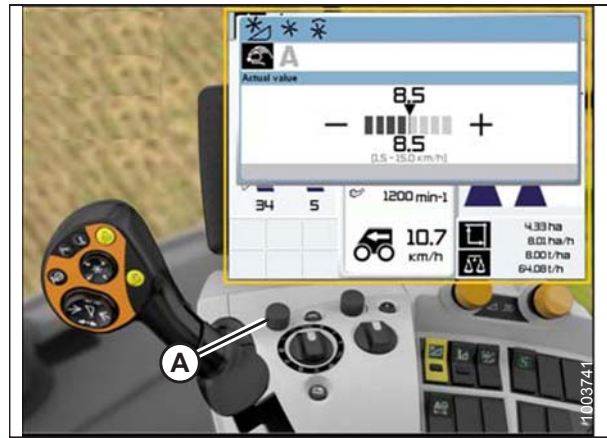 A
Actual value
8.5
8.5
[1.5 - 15.0 km/h]
34
5
1200 min-1
10.7
km/h
4.33 ha
8.01 ha/h
8.00 t/ha
64.08 t/h
A
1003741